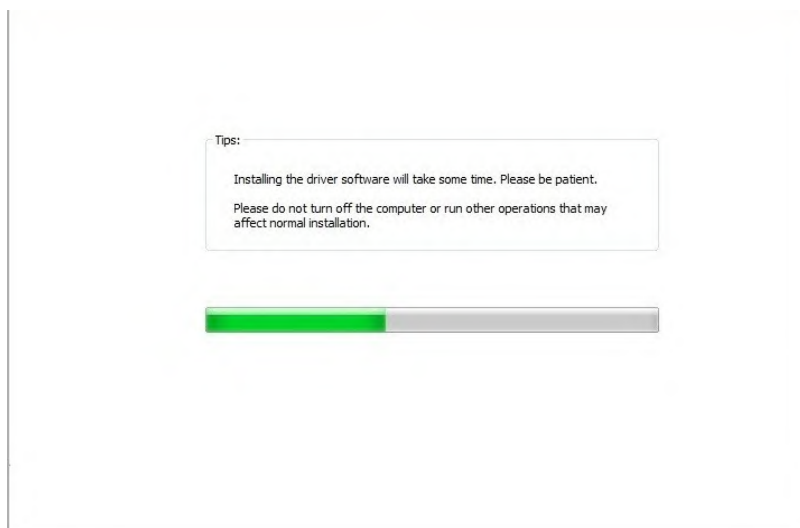 Tips:
Installing the driver software will take some time. Please be patient.
Please do not turn off the computer or run other operations that may
affect normal installation.